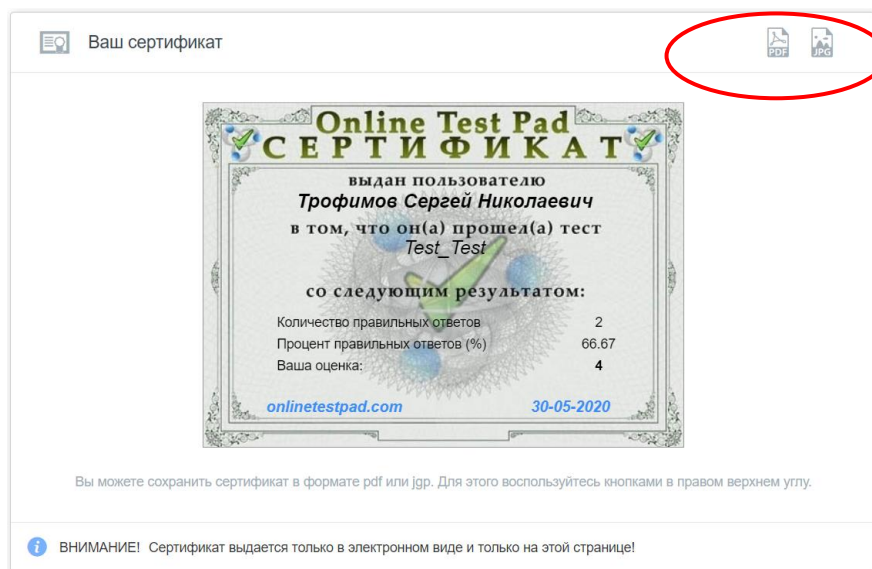 Ваш сертификат
PDF JPG
Online Test Pad
СЕРТИФИКАТ
выдан пользователю
Трофимов Сергей Николаевич
в том, что он(а) прошел(а) тест
Test_Test
со следующим результатом:
Количество правильных ответов 2
Процент правильных ответов (%) 66.67
Ваша оценка: 4
onlinetestpad.com 30-05-2020
Вы можете сохранить сертификат в формате pdf или jgp. Для этого воспользуйтесь кнопками в правом верхнем углу.
ВНИМАНИЕ! Сертификат выдается только в электронном виде и только на этой странице!